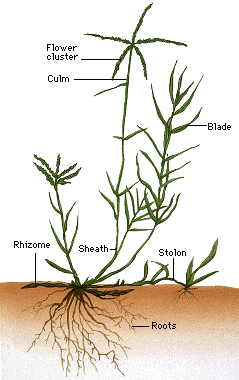 Flower
cluster
Culm
Blade
Rhizome
Sheath
Stolon
Roots